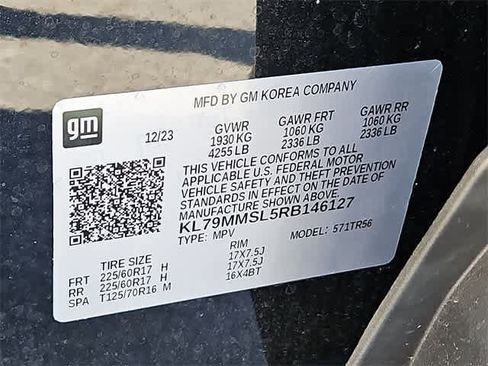 gm
MFD BY GM KOREA COMPANY
12/23 GVWR GAWR FRT GAWR RR
1930 KG 1060 KG 1060 KG
4255 LB 2336 LB 2336 LB
THIS VEHICLE CONFORMS TO ALL
APPLICABLE U.S. FEDERAL MOTOR
VEHICLE SAFETY AND THEFT PREVENTION
STANDARDS IN EFFECT ON THE DATE OF
MANUFACTURE SHOWN ABOVE
KL79MMSL5RB146127
TYPE: MPV MODEL: 571TR56
TIRE SIZE RIM
FRT 225/60R17 H 17X7.5J
RR 225/60R17 H 17X7.5J
SPA T125/70R16 M 16X4BT